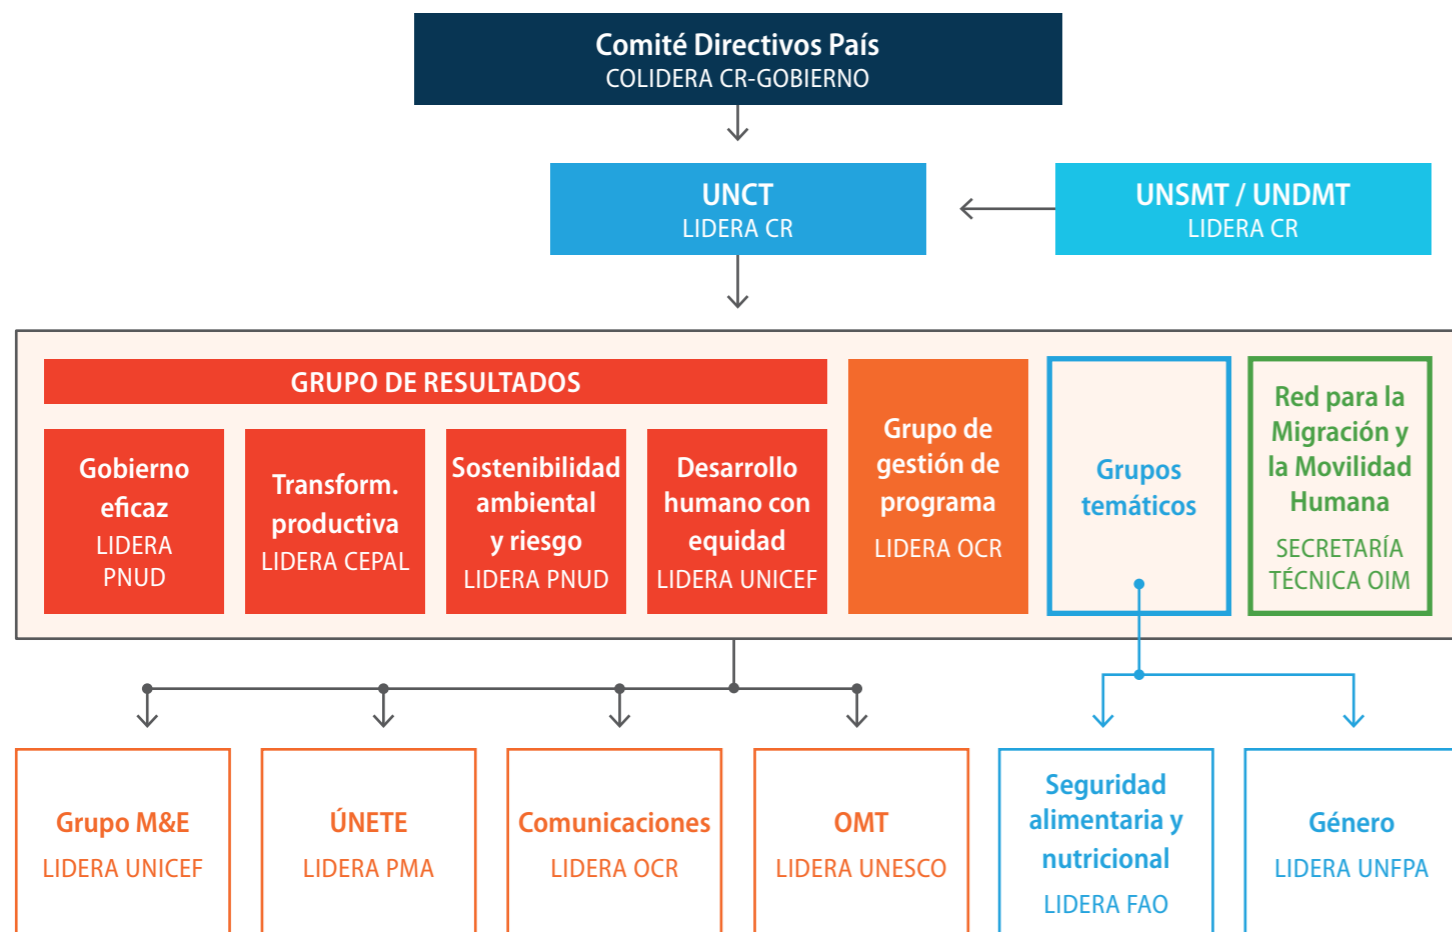 Comité Directivos País
COLIDERA CR-GOBIERNO
UNCT
LIDERA CR
UNSMT / UNDMT
LIDERA CR
GRUPO DE RESULTADOS
Gobierno
eficaz
LIDERA
PNUD
Transform.
productiva
LIDERA CEPAL
Sostenibilidad
ambiental
y riesgo
LIDERA PNUD
Desarrollo
humano con
equidad
LIDERA UNICEF
Grupo de
gestión de
programa
LIDERA OCR
Grupos
temáticos
Red para la
Migración y
la Movilidad
Humana
SECRETARÍA
TÉCNICA OIM
Grupo M&E
LIDERA UNICEF
ÚNETE
LIDERA PMA
Comunicaciones
LIDERA OCR
OMT
LIDERA UNESCO
Seguridad
alimentaria y
nutricional
LIDERA FAO
Género
LIDERA UNFPA